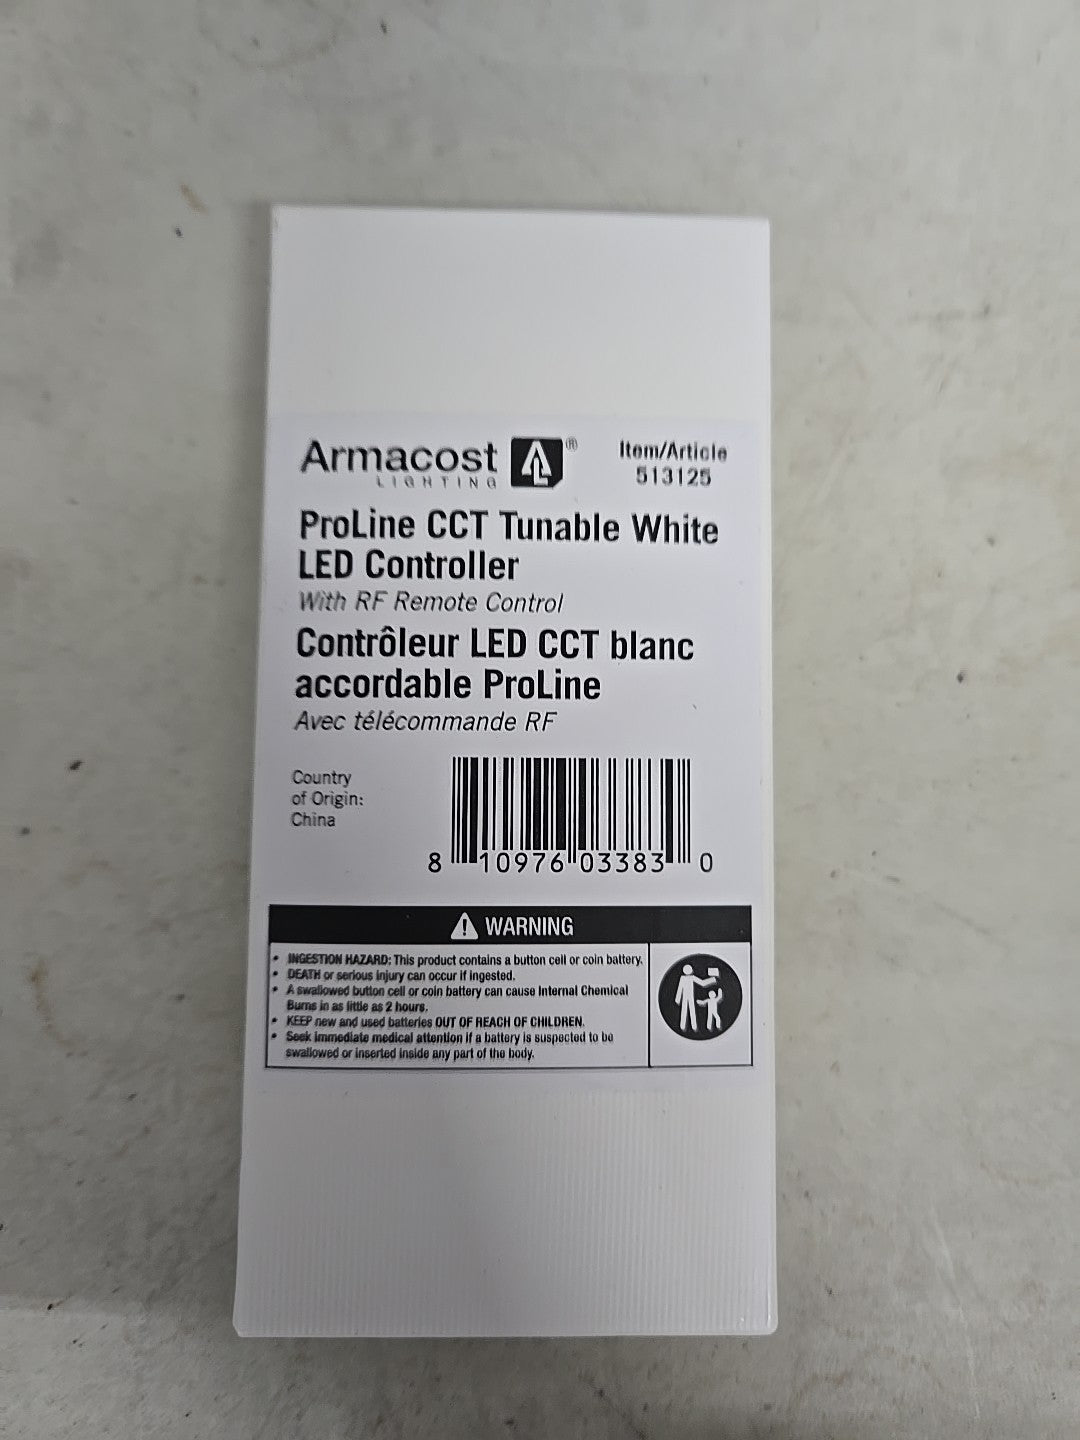 Armacost
LIGHTING
®
Item/Article
513125
ProLine CCT Tunable White
LED Controller
With RF Remote Control
Contrôleur LED CCT blanc
accordable ProLine
Avec télécommande RF
Country
of Origin:
China
8 10976 03383 0
WARNING
• INGESTION HAZARD: This product contains a button cell or coin battery.
• DEATH or serious injury can occur if ingested.
• A swallowed button cell or coin battery can cause Internal Chemical
Burns in as little as 2 hours.
• KEEP new and used batteries OUT OF REACH OF CHILDREN.
• Seek immediate medical attention if a battery is suspected to be
swallowed or inserted inside any part of the body.